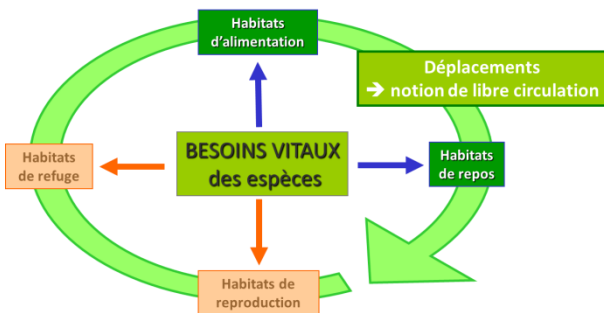 Habitats
d'alimentation
Déplacements
➔ notion de libre circulation
BESOINS VITAUX
des espèces
Habitats
de refuge
Habitats
de repos
Habitats de
reproduction